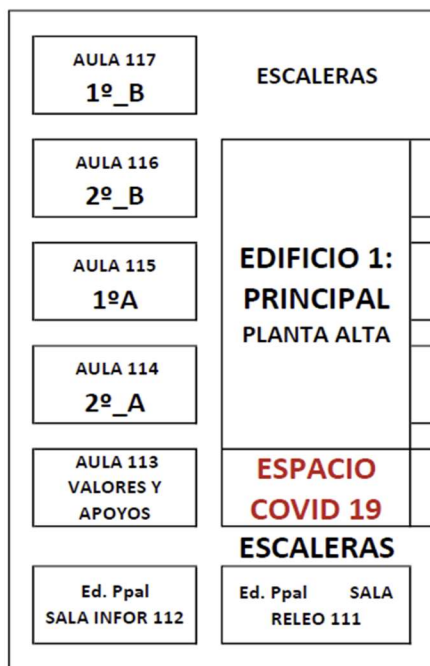 AULA 117
1º_B
ESCALERAS
AULA 116
2º_B
AULA 115
1ºA
EDIFICIO 1:
PRINCIPAL
PLANTA ALTA
AULA 114
2º_A
AULA 113
VALORES Y
APOYOS
ESPACIO
COVID 19
ESCALERAS
Ed. Ppal
SALA INFOR 112
Ed. Ppal SALA
RELEO 111